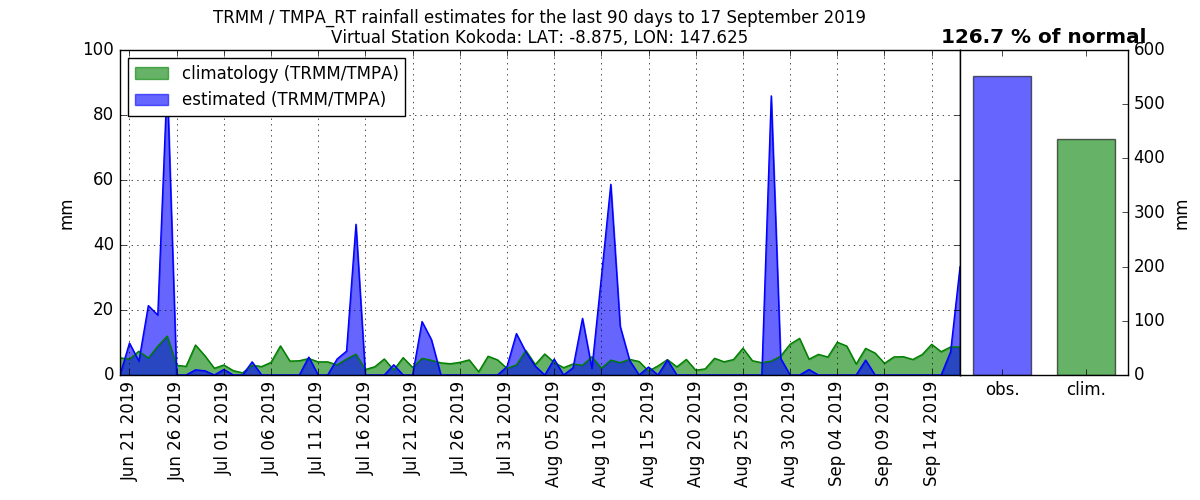 TRMM / TMPA_RT rainfall estimates for the last 90 days to 17 September 2019
Virtual Station Kokoda: LAT: -8.875, LON: 147.625
126.7 % of normal
climatology (TRMM/TMPA)
estimated (TRMM/TMPA)
100
80
60
40
20
0
mm
600
500
400
300
200
100
0
mm
Jun 21 2019
Jun 26 2019
Jul 01 2019
Jul 06 2019
Jul 11 2019
Jul 16 2019
Jul 21 2019
Jul 26 2019
Jul 31 2019
Aug 05 2019
Aug 10 2019
Aug 15 2019
Aug 20 2019
Aug 25 2019
Aug 30 2019
Sep 04 2019
Sep 09 2019
Sep 14 2019
obs.
clim.